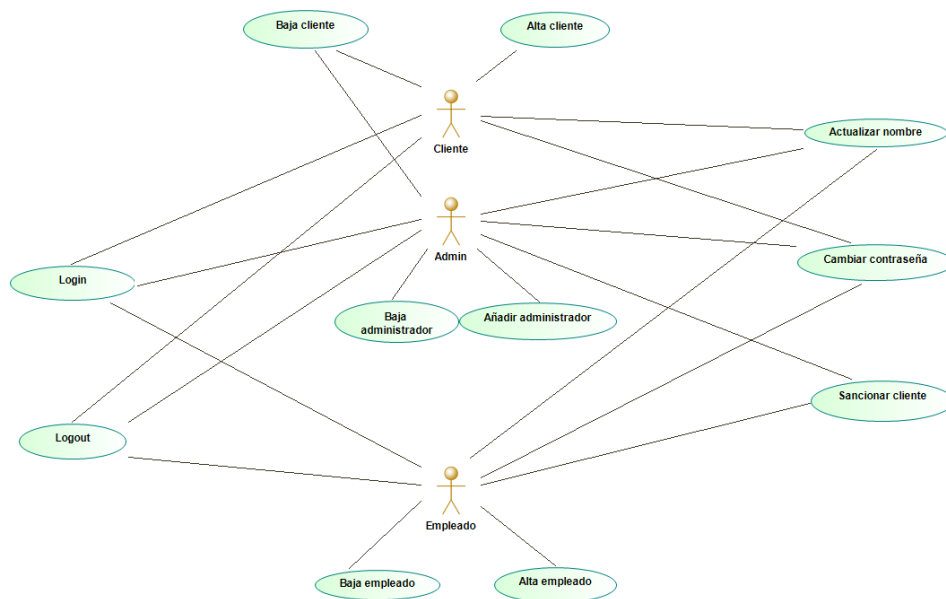 Baja cliente
Alta cliente
Cliente
Actualizar nombre
Admin
Cambiar contraseña
Login
Baja
administrador
Añadir administrador
Sancionar cliente
Logout
Empleado
Baja empleado
Alta empleado